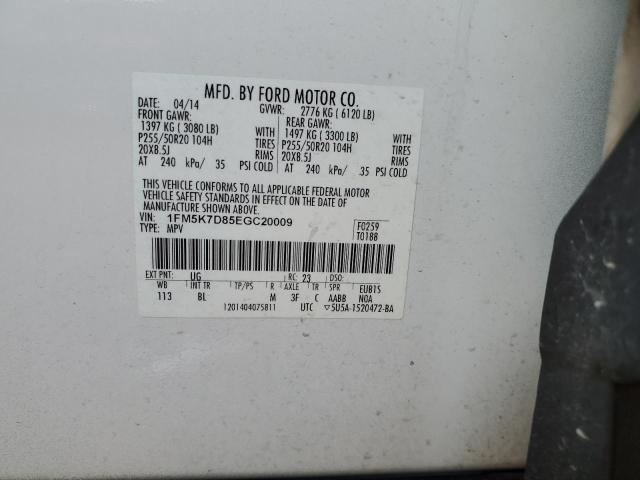 MFD. BY FORD MOTOR CO.
DATE: 04/14 GVWR: 2776 KG ( 6120 LB)
FRONT GAWR: REAR GAWR:
1397 KG ( 3080 LB) WITH 1497 KG ( 3300 LB) WITH
P255/50R20 104H TIRES P255/50R20 104H TIRES
20X8.5J RIMS 20X8.5J RIMS
AT 240 kPa/ 35 PSI COLD AT 240 kPa/ 35 PSI COLD
THIS VEHICLE CONFORMS TO ALL APPLICABLE FEDERAL MOTOR
VEHICLE SAFETY STANDARDS IN EFFECT ON THE DATE OF
MANUFACTURE SHOWN ABOVE.
VIN: 1FM5K7D85EGC20009 F0259
TYPE: MPV T0188
EXT PNT: UG RC: 23 DSO:
WB INT TR TP/PS R AXLE TR SPR EUB1S
113 BL M 3F C AABB NOA
1201404075811 UTC ▽5U5A-1520472-BA